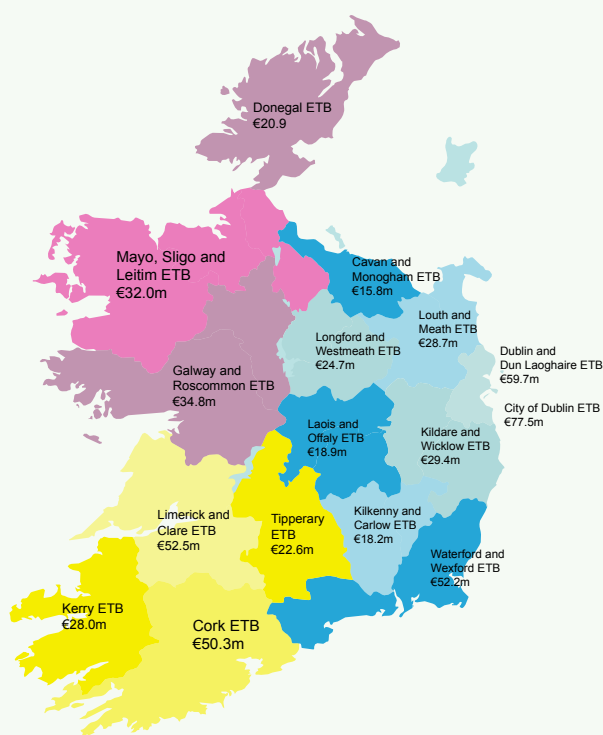 Donegal ETB
€20.9
Mayo, Sligo and
Leitim ETB
€32.0m
Cavan and
Monogham ETB
€15.8m
Louth and
Meath ETB
€28.7m
Longford and
Westmeath ETB
€24.7m
Dublin and
Dun Laoghaire ETB
€59.7m
Galway and
Roscommon ETB
€34.8m
City of Dublin ETB
€77.5m
Laois and
Offaly ETB
€18.9m
Kildare and
Wicklow ETB
€29.4m
Limerick and
Clare ETB
€52.5m
Tipperary
ETB
€22.6m
Kilkenny and
Carlow ETB
€18.2m
Waterford and
Wexford ETB
€52.2m
Kerry ETB
€28.0m
Cork ETB
€50.3m